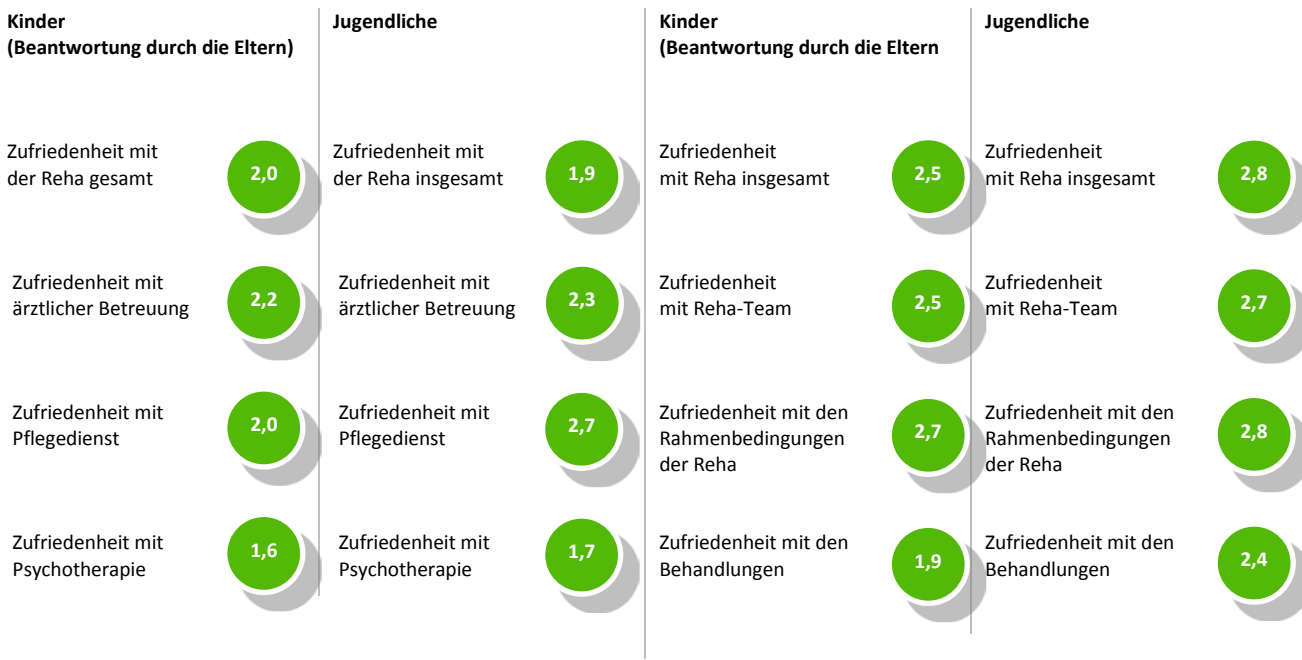 Kinder
(Beantwortung durch die Eltern)
Zufriedenheit mit
der Reha gesamt
2,0
Zufriedenheit mit
ärztlicher Betreuung
2,2
Zufriedenheit mit
Pflegedienst
2,0
Zufriedenheit mit
Psychotherapie
1,6
Jugendliche
Zufriedenheit mit
der Reha insgesamt
1,9
Zufriedenheit mit
ärztlicher Betreuung
2,3
Zufriedenheit mit
Pflegedienst
2,7
Zufriedenheit mit
Psychotherapie
1,7
Kinder
(Beantwortung durch die Eltern
Zufriedenheit
mit Reha insgesamt
2,5
Zufriedenheit
mit Reha-Team
2,5
Zufriedenheit mit den
Rahmenbedingungen
der Reha
2,7
Zufriedenheit mit den
Behandlungen
1,9
Jugendliche
Zufriedenheit
mit Reha insgesamt
2,8
Zufriedenheit
mit Reha-Team
2,7
Zufriedenheit mit den
Rahmenbedingungen
der Reha
2,8
Zufriedenheit mit den
Behandlungen
2,4